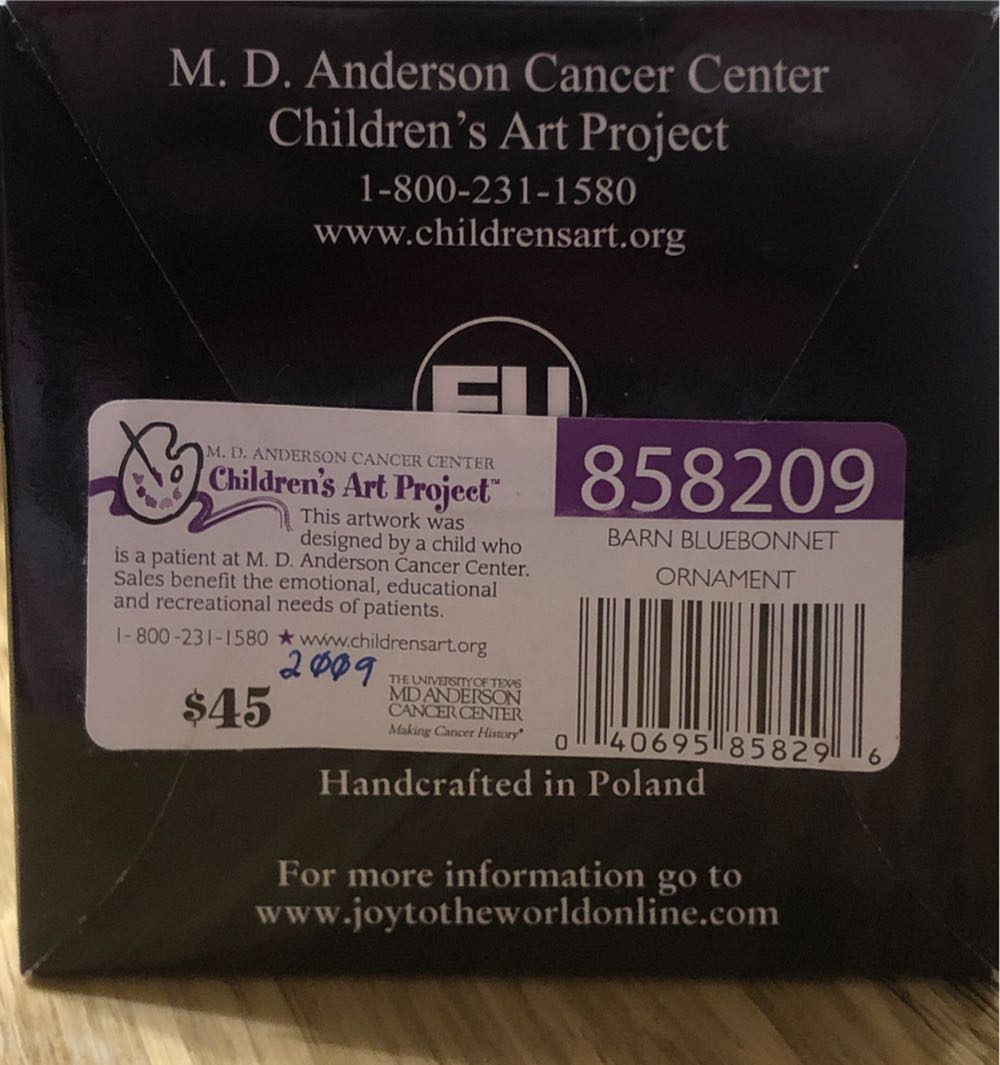 M. D. Anderson Cancer Center
Children's Art Project
1-800-231-1580
www.childrensart.org
EU
M. D. ANDERSON CANCER CENTER
Children's Art Project™
This artwork was
designed by a child who
is a patient at M. D. Anderson Cancer Center.
Sales benefit the emotional, educational
and recreational needs of patients.
1-800-231-1580 ★ www.childrensart.org
2009
$45
THE UNIVERSITY OF TEXAS
MD ANDERSON
CANCER CENTER
Making Cancer History®
858209
BARN BLUEBONNET
ORNAMENT
0 40695 85829 6
Handcrafted in Poland
For more information go to
www.joytotheworldonline.com